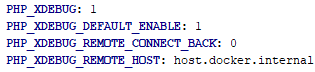 PHP_XDEBUG: 1
PHP_XDEBUG_DEFAULT_ENABLE: 1
PHP_XDEBUG_REMOTE_CONNECT_BACK: 0
PHP_XDEBUG_REMOTE_HOST: host.docker.internal